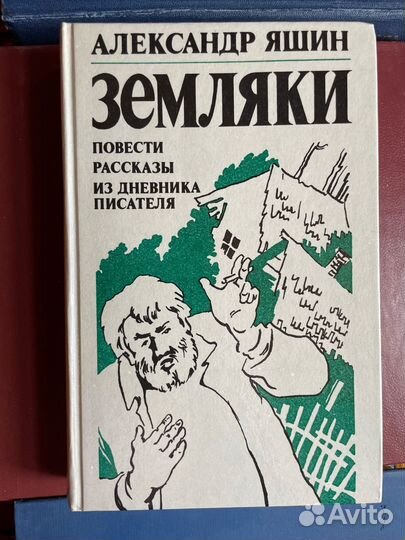 АЛЕКСАНДР ЯШИН
ЗЕМЛЯКИ
ПОВЕСТИ
РАССКАЗЫ
ИЗ ДНЕВНИКА
ПИСАТЕЛЯ
Avito